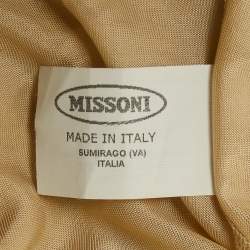 MISSONI
MADE IN ITALY
SUMIRAGO (VA)
ITALIA